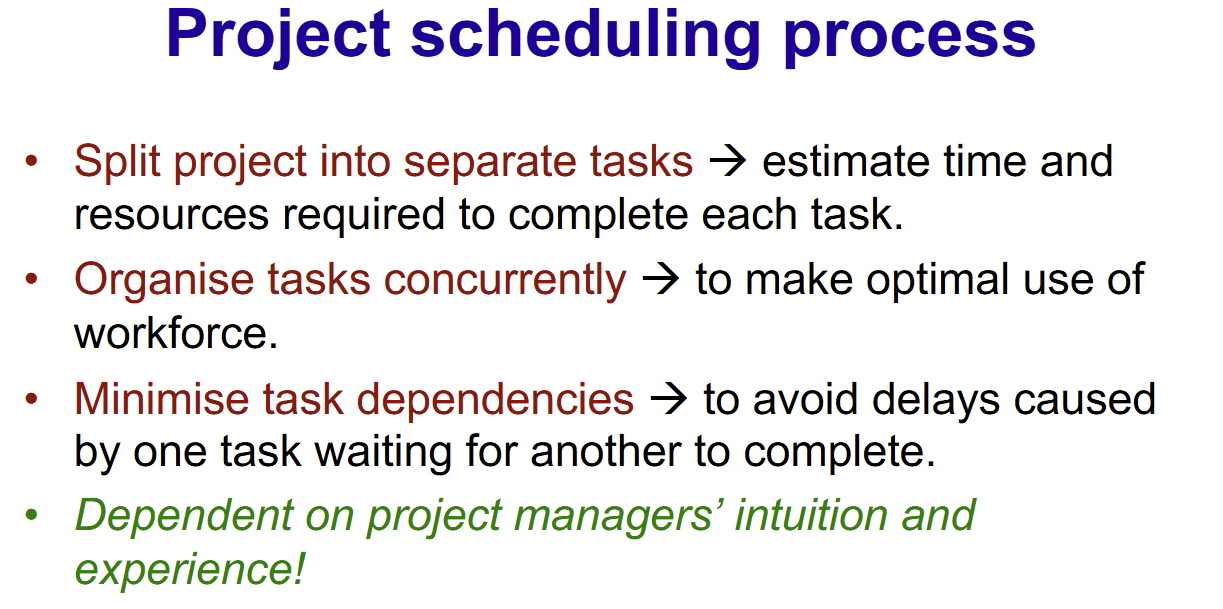 Project scheduling process
• Split project into separate tasks → estimate time and
resources required to complete each task.
• Organise tasks concurrently → to make optimal use of
workforce.
• Minimise task dependencies → to avoid delays caused
by one task waiting for another to complete.
• Dependent on project managers’ intuition and
experience!